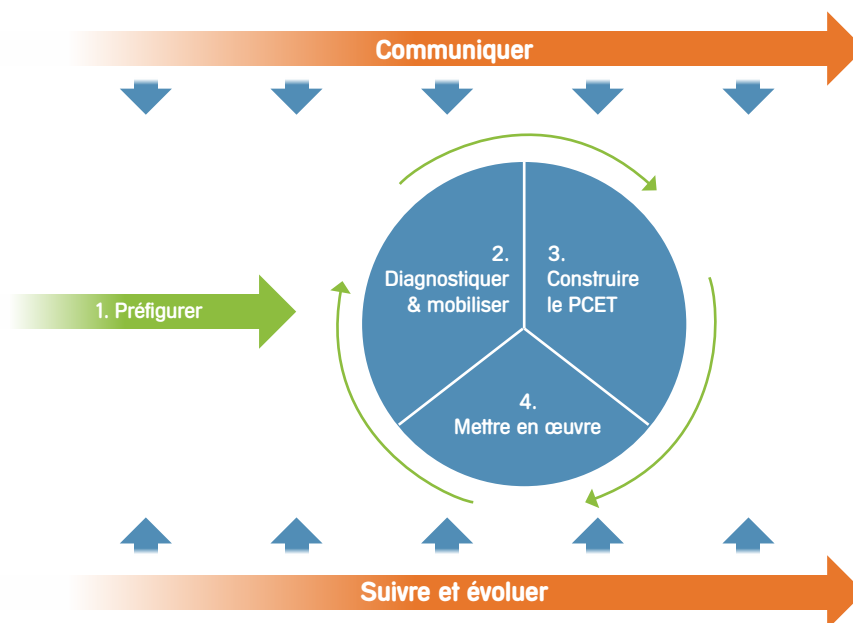 Communiquer
1. Préfigurer
2.
Diagnostiquer
& mobiliser
3.
Construire
le PCET
4.
Mettre en œuvre
Suivre et évoluer